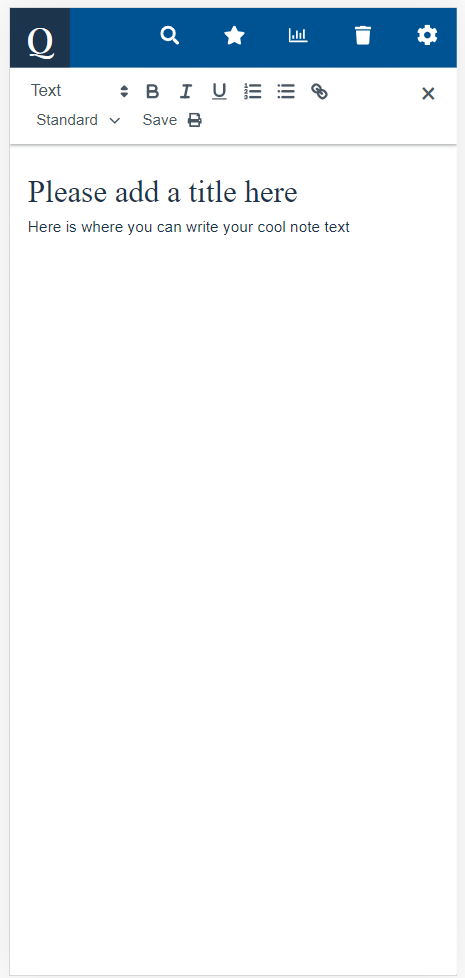 Q
Text
Standard Save
Please add a title here
Here is where you can write your cool note text